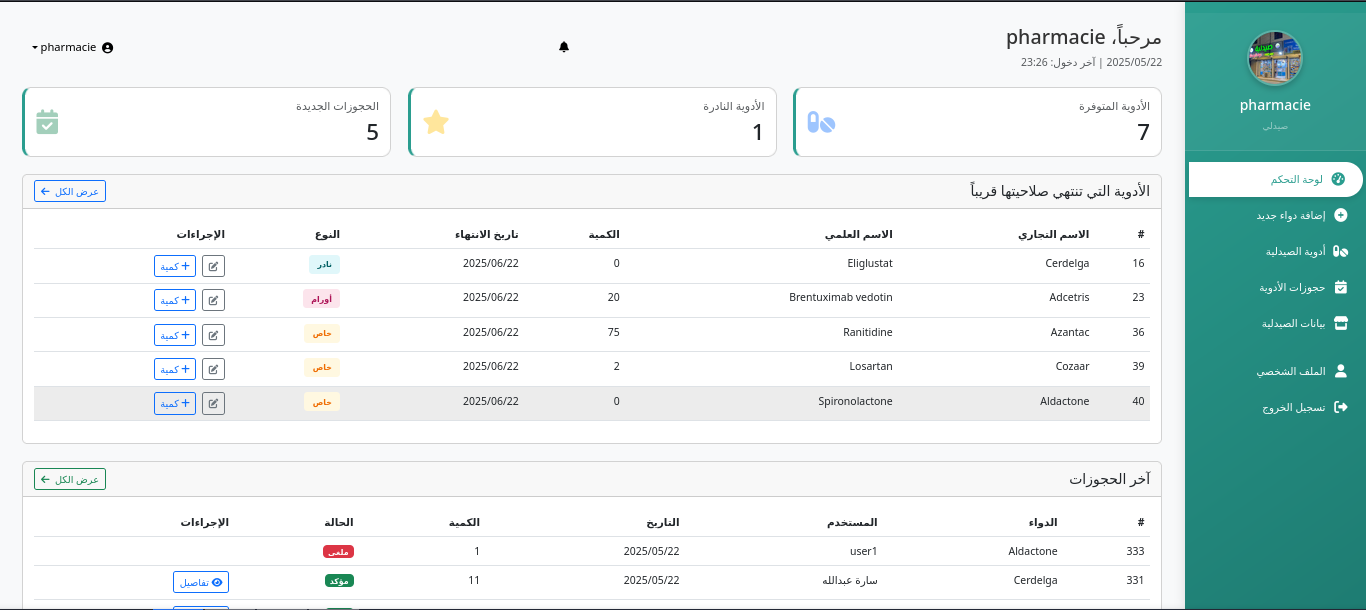 صيدلية
pharmacie
صيدلي
لوحة التحكم
إضافة دواء جديد
أدوية الصيدلية
حجوزات الأدوية
بيانات الصيدلية
الملف الشخصي
تسجيل الخروج
مرحباً، pharmacie
2025/05/22 | آخر دخول: 23:26
pharmacie
الأدوية المتوفرة
7
الأدوية النادرة
1
الحجوزات الجديدة
5
الأدوية التي تنتهي صلاحيتها قريباً
عرض الكل
# الاسم التجاري الاسم العلمي الكمية تاريخ الانتهاء النوع الإجراءات
16 Cerdelga Eliglustat 0 2025/06/22 نادر + كمية
23 Adcetris Brentuximab vedotin 20 2025/06/22 أورام + كمية
36 Azantac Ranitidine 75 2025/06/22 خاص + كمية
39 Cozaar Losartan 2 2025/06/22 خاص + كمية
40 Aldactone Spironolactone 0 2025/06/22 خاص + كمية
آخر الحجوزات
عرض الكل
# الدواء المستخدم التاريخ الكمية الحالة الإجراءات
333 Aldactone user1 2025/05/22 1 ملغى
331 Cerdelga سارة عبدالله 2025/05/22 11 مؤكد تفاصيل